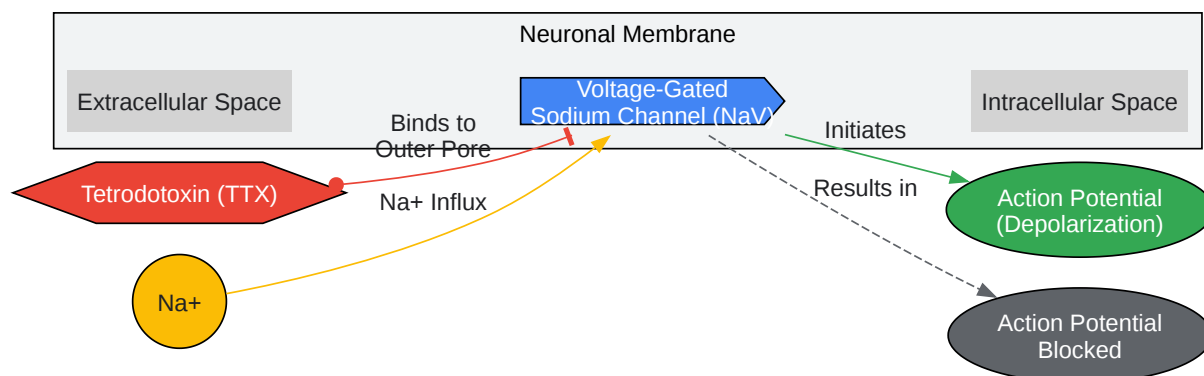 Neuronal Membrane
Extracellular Space
Voltage-Gated
Sodium Channel (NaV)
Intracellular Space
Binds to
Outer Pore
Initiates
Tetrodotoxin (TTX)
Na+ Influx
Results in
Action Potential
(Depolarization)
Na+
Action Potential
Blocked